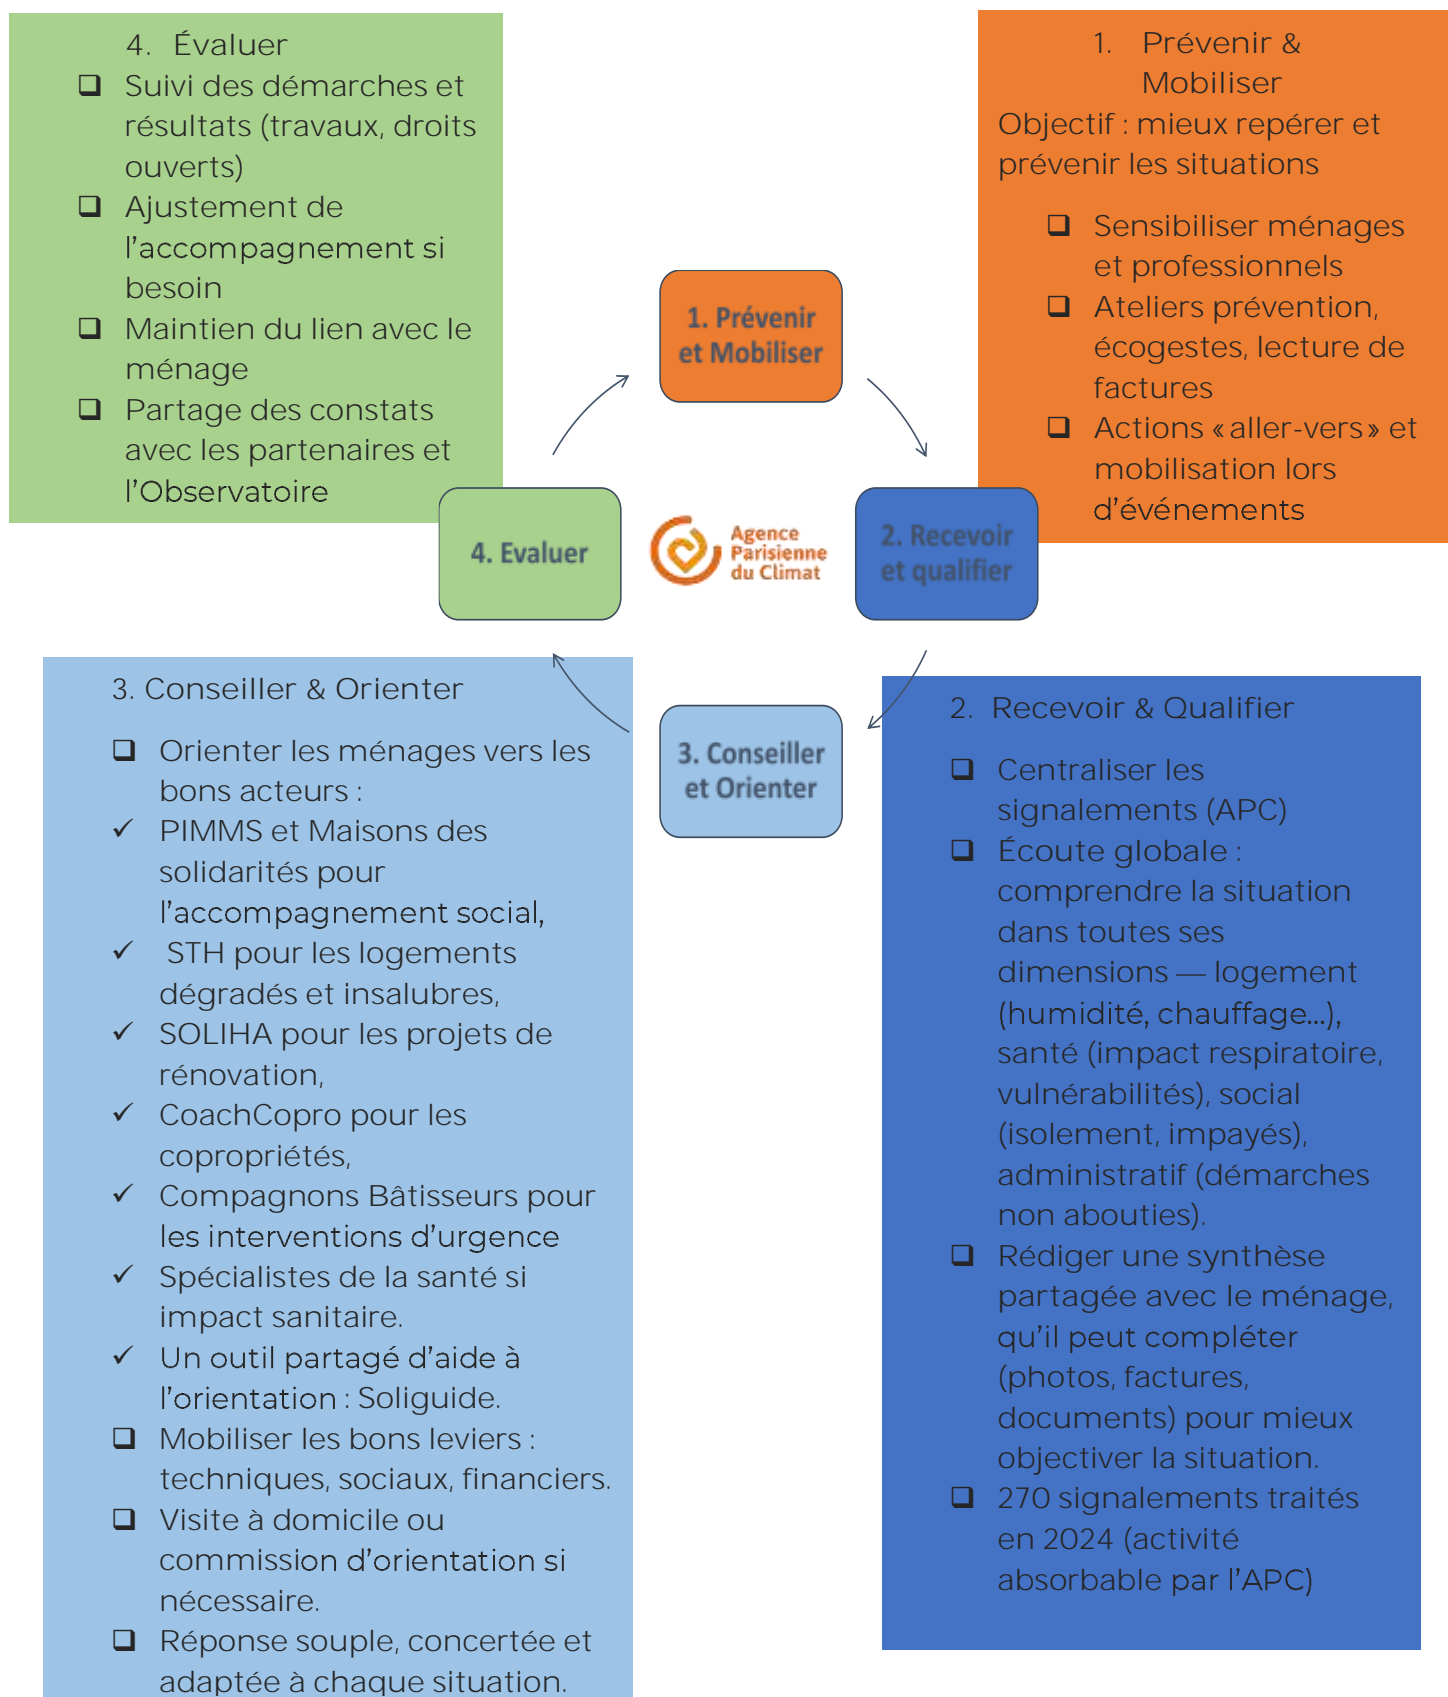 4. Évaluer
❑ Suivi des démarches et
résultats (travaux, droits
ouverts)
❑ Ajustement de
l'accompagnement si
besoin
❑ Maintien du lien avec le
ménage
❑ Partage des constats
avec les partenaires et
l'Observatoire
1. Prévenir &
Mobiliser
Objectif : mieux repérer et
prévenir les situations
❑ Sensibiliser ménages
et professionnels
❑ Ateliers prévention,
écogestes, lecture de
factures
❑ Actions « aller-vers » et
mobilisation lors
d'événements
1. Prévenir
et Mobiliser
4. Evaluer
Agence
Parisienne
du Climat
2. Recevoir
et qualifier
3. Conseiller
et Orienter
3. Conseiller & Orienter
❑ Orienter les ménages vers les
bons acteurs :
✓ PIMMS et Maisons des
solidarités pour
l'accompagnement social,
✓ STH pour les logements
dégradés et insalubres,
✓ SOLIHA pour les projets de
rénovation,
✓ CoachCopro pour les
copropriétés,
✓ Compagnons Bâtisseurs pour
les interventions d'urgence
✓ Spécialistes de la santé si
impact sanitaire.
✓ Un outil partagé d'aide à
l'orientation : Soliguide.
❑ Mobiliser les bons leviers :
techniques, sociaux, financiers.
❑ Visite à domicile ou
commission d'orientation si
nécessaire.
❑ Réponse souple, concertée et
adaptée à chaque situation.
2. Recevoir & Qualifier
❑ Centraliser les
signalements (APC)
❑ Écoute globale :
comprendre la situation
dans toutes ses
dimensions — logement
(humidité, chauffage...),
santé (impact respiratoire,
vulnérabilités), social
(isolement, impayés),
administratif (démarches
non abouties).
❑ Rédiger une synthèse
partagée avec le ménage,
qu'il peut compléter
(photos, factures,
documents) pour mieux
objectiver la situation.
❑ 270 signalements traités
en 2024 (activité
absorbable par l'APC)